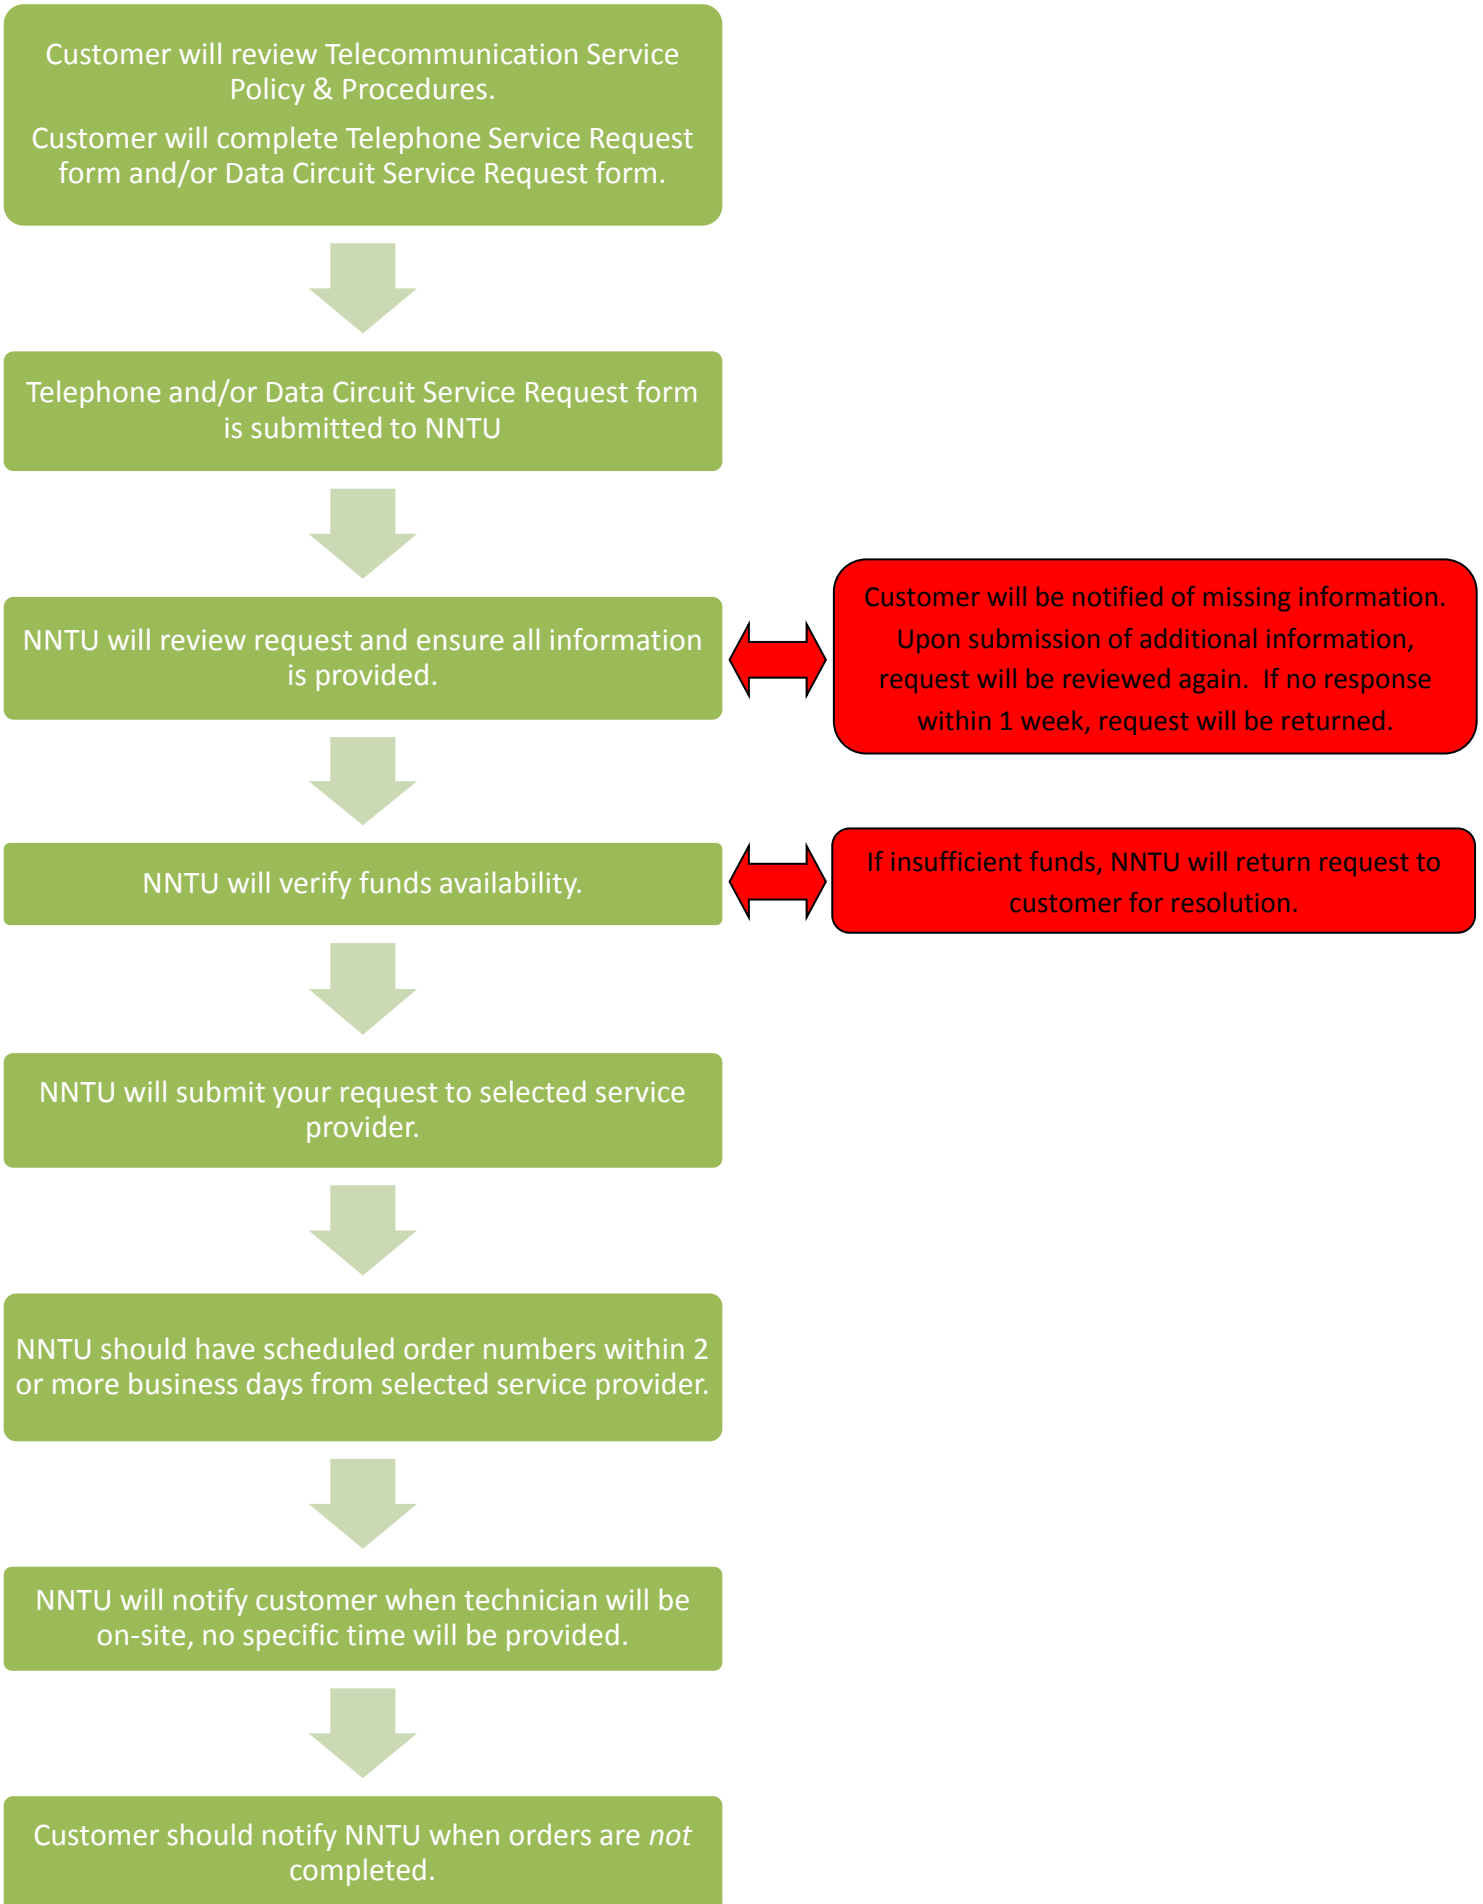 Customer will review Telecommunication Service
Policy & Procedures.
Customer will complete Telephone Service Request
form and/or Data Circuit Service Request form.
Telephone and/or Data Circuit Service Request form
is submitted to NNTU
NNTU will review request and ensure all information
is provided.
Customer will be notified of missing information.
Upon submission of additional information,
request will be reviewed again.  If no response
within 1 week, request will be returned.
NNTU will verify funds availability.
If insufficient funds, NNTU will return request to
customer for resolution.
NNTU will submit your request to selected service
provider.
NNTU should have scheduled order numbers within 2
or more business days from selected service provider.
NNTU will notify customer when technician will be
on-site, no specific time will be provided.
Customer should notify NNTU when orders are not
completed.